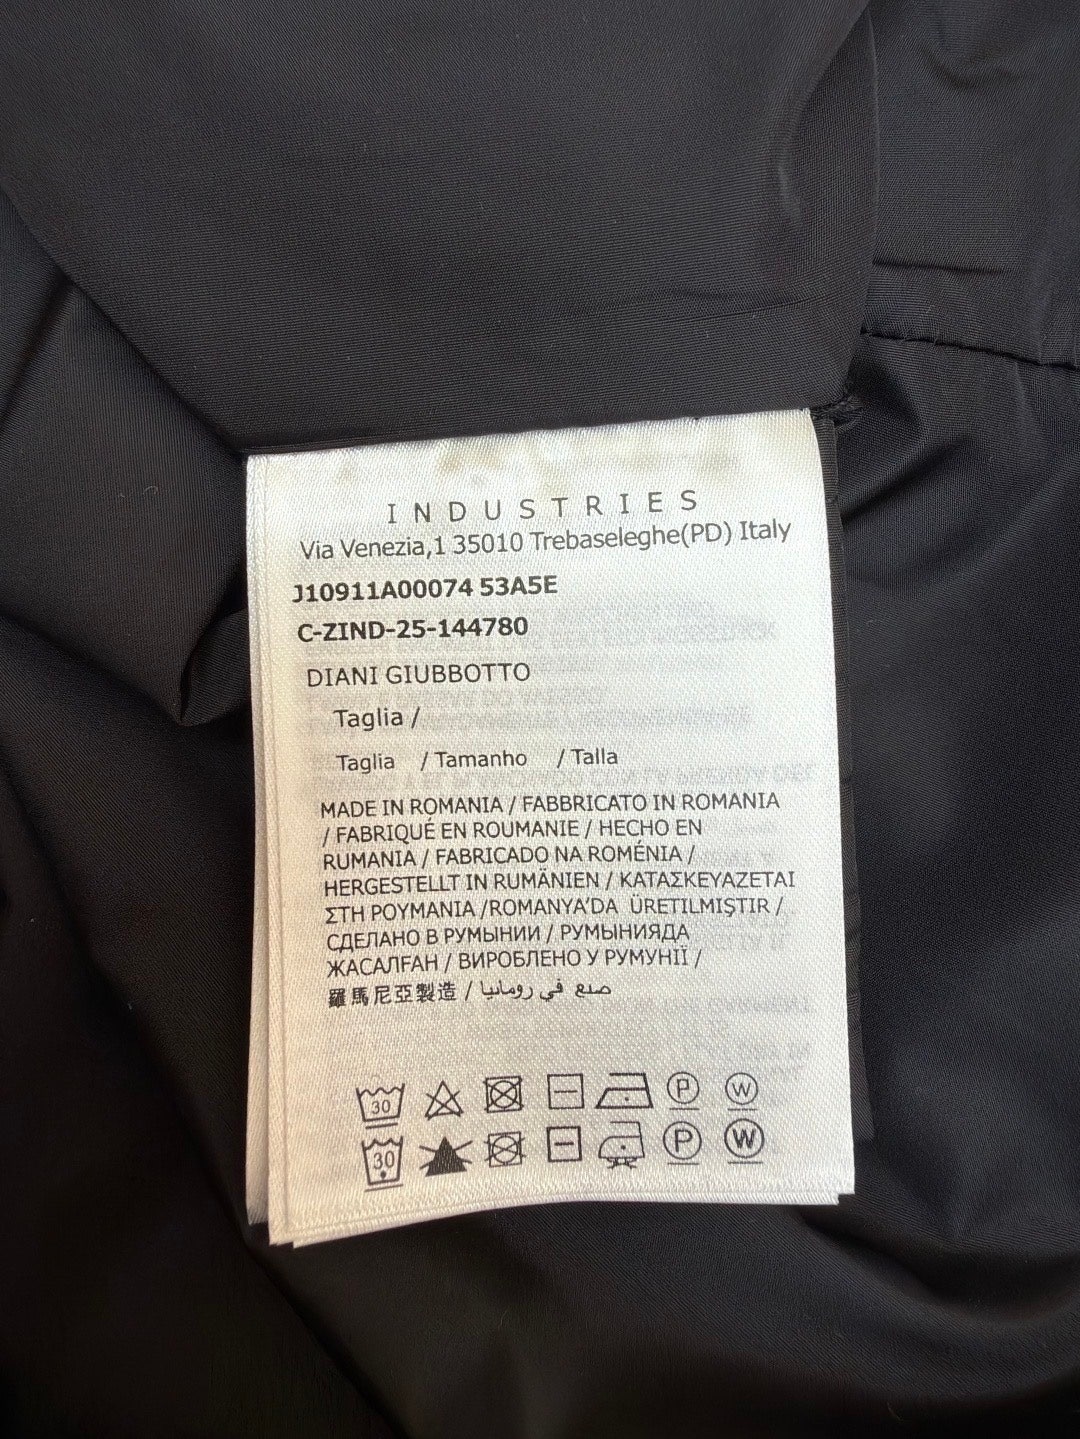 INDUSTRIES
Via Venezia,1 35010 Trebaseleghe(PD) Italy
J10911A00074 53A5E
C-ZIND-25-144780
DIANI GIUBBOTTO
Taglia /
Taglia / Tamanho / Talla
MADE IN ROMANIA / FABBRICATO IN ROMANIA
/ FABRIQUÉ EN ROUMANIE / HECHO EN
RUMANIA / FABRICADO NA ROMÉNIA /
HERGESTELLT IN RUMÄNIEN / ΚΑΤΑΣΚΕΥΑΖΕΤΑΙ
ΣΤΗ ΡΟΥΜΑΝΙΑ /ROMANYA'DA ÜRETILMIŞTIR /
СДЕЛАНО В РУМЫНИИ / РУМЫНИЯДА
ЖАСАЛҒАН / ВИРОБЛЕНО У РУМУНІЇ /
羅馬尼亞製造 / صنع في رومانيا
30 P W
30 P W